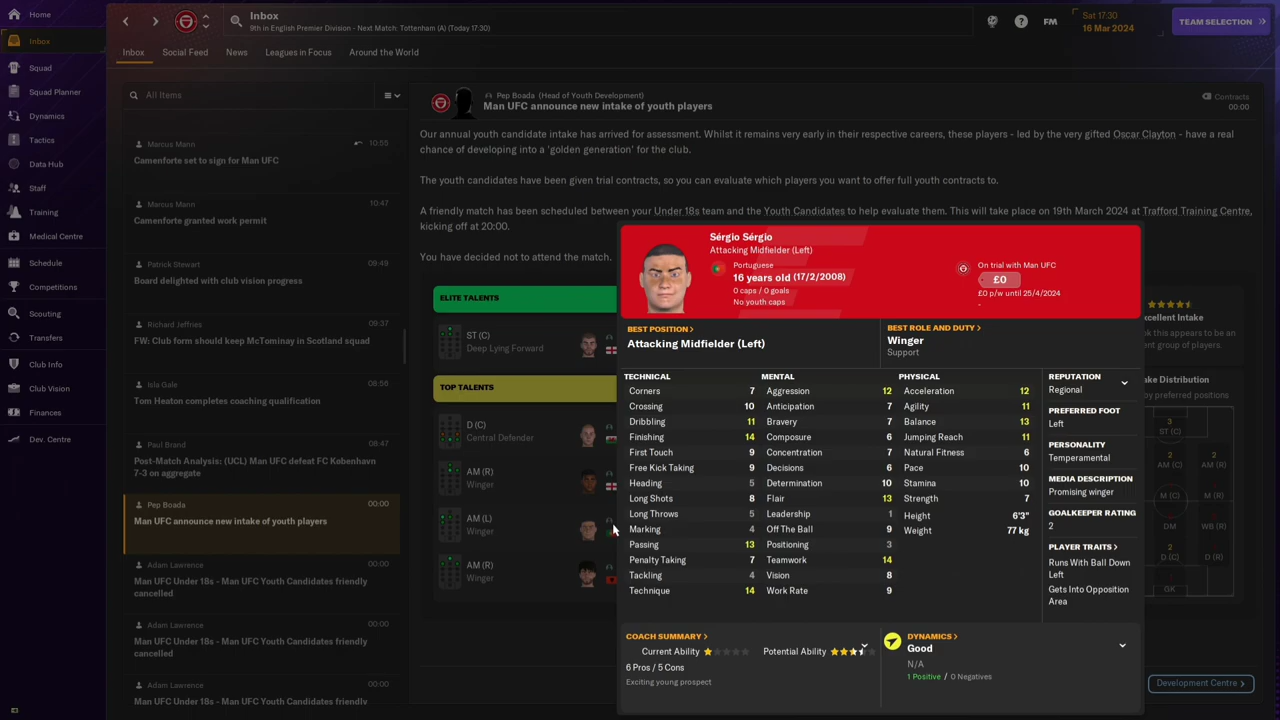 Home
Inbox
Squad
Squad Planner
Dynamics
Tactics
Data Hub
Staff
Training
Medical Centre
Schedule
Competitions
Scouting
Transfers
Club Info
Club Vision
Finances
Dev. Centre
Inbox
9th in English Premier Division - Next Match: Tottenham (A) (Today 17:30)
FM
Sat 17:30
16 Mar 2024
TEAM SELECTION
Inbox
Social Feed
News
Leagues in Focus
Around the World
All Items
Marcus Mann
10:55
Camenforte set to sign for Man UFC
Marcus Mann
10:47
Camenforte granted work permit
Patrick Stewart
09:49
Board delighted with club vision progress
Richard Jeffries
09:37
FW: Club form should keep McTominay in Scotland squad
Isla Gale
08:56
Tom Heaton completes coaching qualification
Paul Brand
08:47
Post-Match Analysis: (UCL) Man UFC defeat FC København
7-3 on aggregate
Pep Boada
00:00
Man UFC announce new intake of youth players
Adam Lawrence
00:00
Man UFC Under 18s - Man UFC Youth Candidates friendly
cancelled
Adam Lawrence
00:00
Man UFC Under 18s - Man UFC Youth Candidates friendly
cancelled
Adam Lawrence
00:00
Man UFC Under 18s - Man UFC Youth Candidates friendly
Pep Boada (Head of Youth Development)
Man UFC announce new intake of youth players
Contracts
00:00
Our annual youth candidate intake has arrived for assessment. Whilst it remains very early in their respective careers, these players - led by the very gifted Oscar Clayton - have a real
chance of developing into a 'golden generation' for the club.
The youth candidates have been given trial contracts, so you can evaluate which players you want to offer full youth contracts to.
A friendly match has been scheduled between your Under 18s team and the Youth Candidates to help evaluate them. This will take place on 19th March 2024 at Trafford Training Centre,
kicking off at 20:00.
You have decided not to attend the match.
ELITE TALENTS
ST (C)
Deep Lying Forward
TOP TALENTS
D (C)
Central Defender
AM (R)
Winger
AM (L)
Winger
AM (R)
Winger
Sérgio Sérgio
Attacking Midfielder (Left)
Portuguese
16 years old (17/2/2008)
0 caps / 0 goals
No youth caps
On trial with Man UFC
£0
£0 p/w until 25/4/2024
-
BEST POSITION
Attacking Midfielder (Left)
BEST ROLE AND DUTY
Winger
Support
TECHNICAL
Corners 7
Crossing 10
Dribbling 11
Finishing 14
First Touch 9
Free Kick Taking 9
Heading 5
Long Shots 8
Long Throws 5
Marking 4
Passing 13
Penalty Taking 7
Tackling 4
Technique 14
MENTAL
Aggression 12
Anticipation 7
Bravery 7
Composure 6
Concentration 7
Decisions 6
Determination 10
Flair 13
Leadership 1
Off The Ball 9
Positioning 3
Teamwork 14
Vision 8
Work Rate 9
PHYSICAL
Acceleration 12
Agility 11
Balance 13
Jumping Reach 11
Natural Fitness 6
Pace 10
Stamina 10
Strength 7
Height 6'3"
Weight 77 kg
REPUTATION
Regional
PREFERRED FOOT
Left
PERSONALITY
Temperamental
MEDIA DESCRIPTION
Promising winger
GOALKEEPER RATING
2
PLAYER TRAITS
Runs With Ball Down
Left
Gets Into Opposition
Area
COACH SUMMARY
Current Ability
Potential Ability
6 Pros / 5 Cons
Exciting young prospect
DYNAMICS
Good
N/A
1 Positive / 0 Negatives
ST (C)
3
AM (C)
2
AM (R)
2
M (C)
M (R)
DM
WB (R)
D (C)
2
D (R)
GK
Development Centre